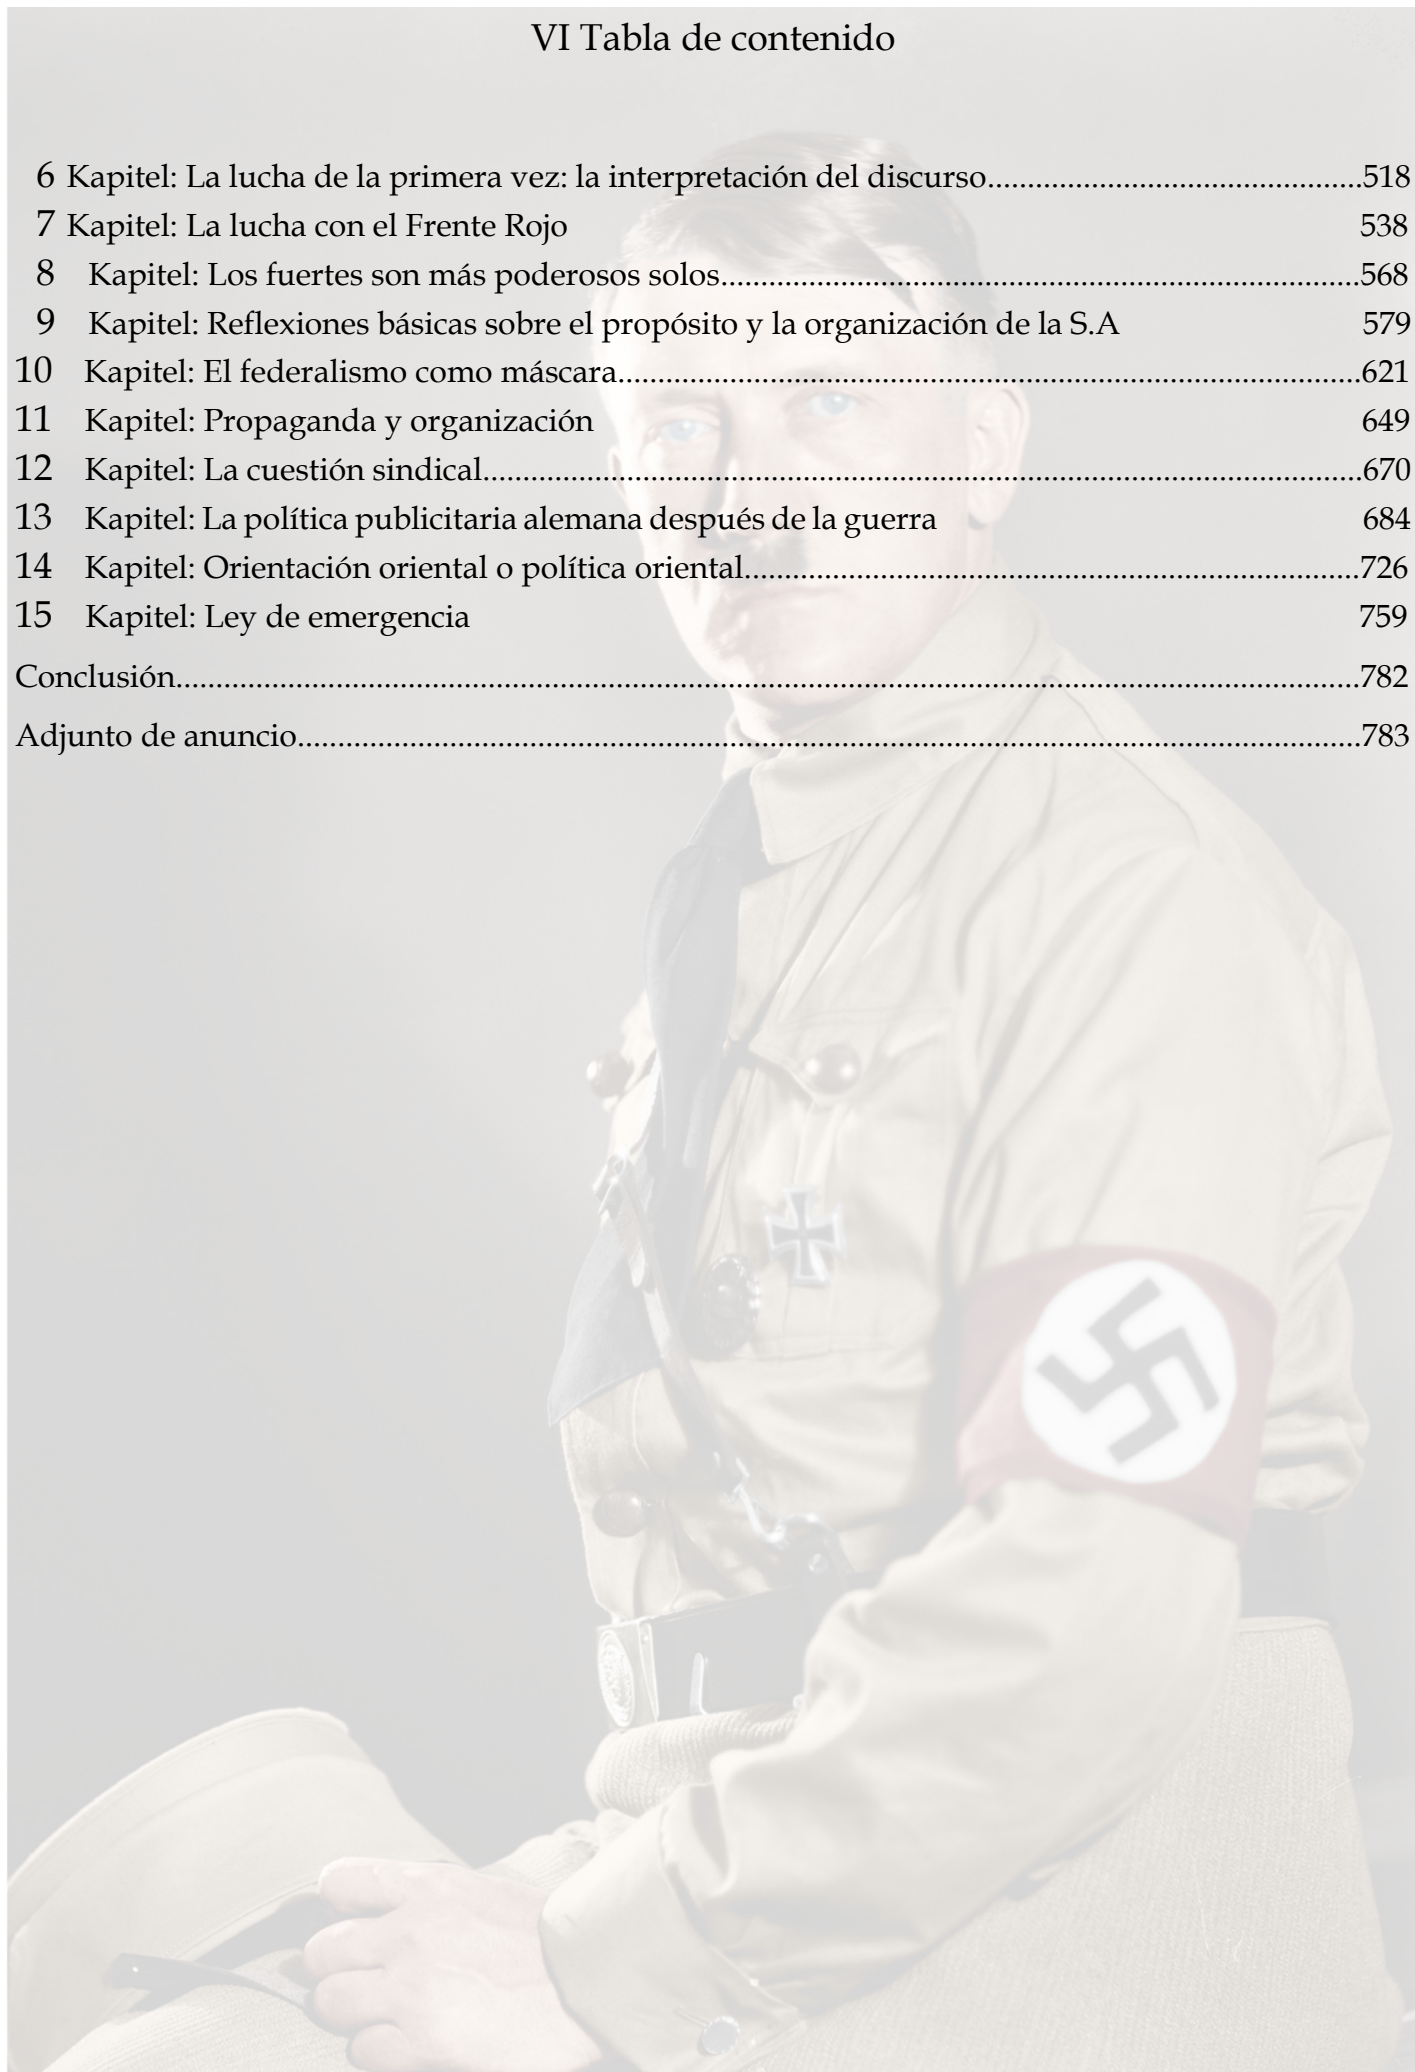 VI Tabla de contenido
6 Kapitel: La lucha de la primera vez: la interpretación del discurso..............................................518
7 Kapitel: La lucha con el Frente Rojo 538
8 Kapitel: Los fuertes son más poderosos solos...............................................................................568
9 Kapitel: Reflexiones básicas sobre el propósito y la organización de la S.A 579
10 Kapitel: El federalismo como máscara...........................................................................................621
11 Kapitel: Propaganda y organización 649
12 Kapitel: La cuestión sindical............................................................................................................670
13 Kapitel: La política publicitaria alemana después de la guerra 684
14 Kapitel: Orientación oriental o política oriental............................................................................726
15 Kapitel: Ley de emergencia 759
Conclusión..................................................................................................................................................782
Adjunto de anuncio...................................................................................................................................783